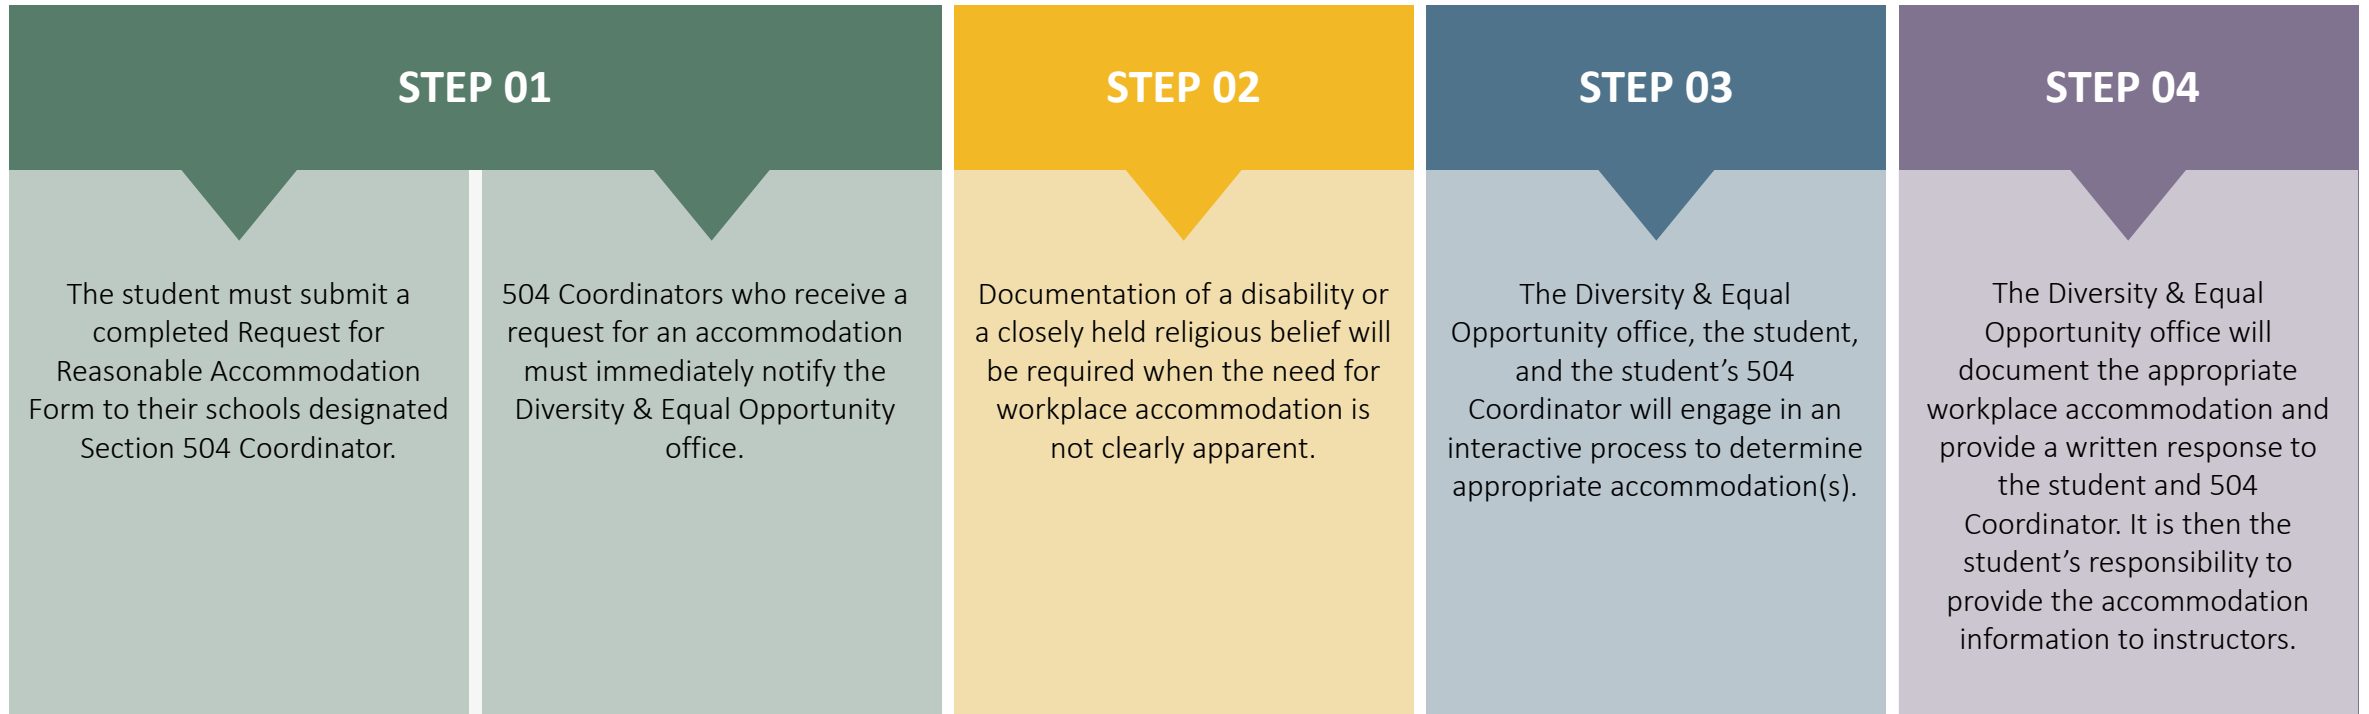 STEP 01
The student must submit a
completed Request for
Reasonable Accommodation
Form to their schools designated
Section 504 Coordinator.
504 Coordinators who receive a
request for an accommodation
must immediately notify the
Diversity & Equal Opportunity
office.
STEP 02
Documentation of a disability or
a closely held religious belief will
be required when the need for
workplace accommodation is
not clearly apparent.
STEP 03
The Diversity & Equal
Opportunity office, the student,
and the student’s 504
Coordinator will engage in an
interactive process to determine
appropriate accommodation(s).
STEP 04
The Diversity & Equal
Opportunity office will
document the appropriate
workplace accommodation and
provide a written response to
the student and 504
Coordinator. It is then the
student’s responsibility to
provide the accommodation
information to instructors.